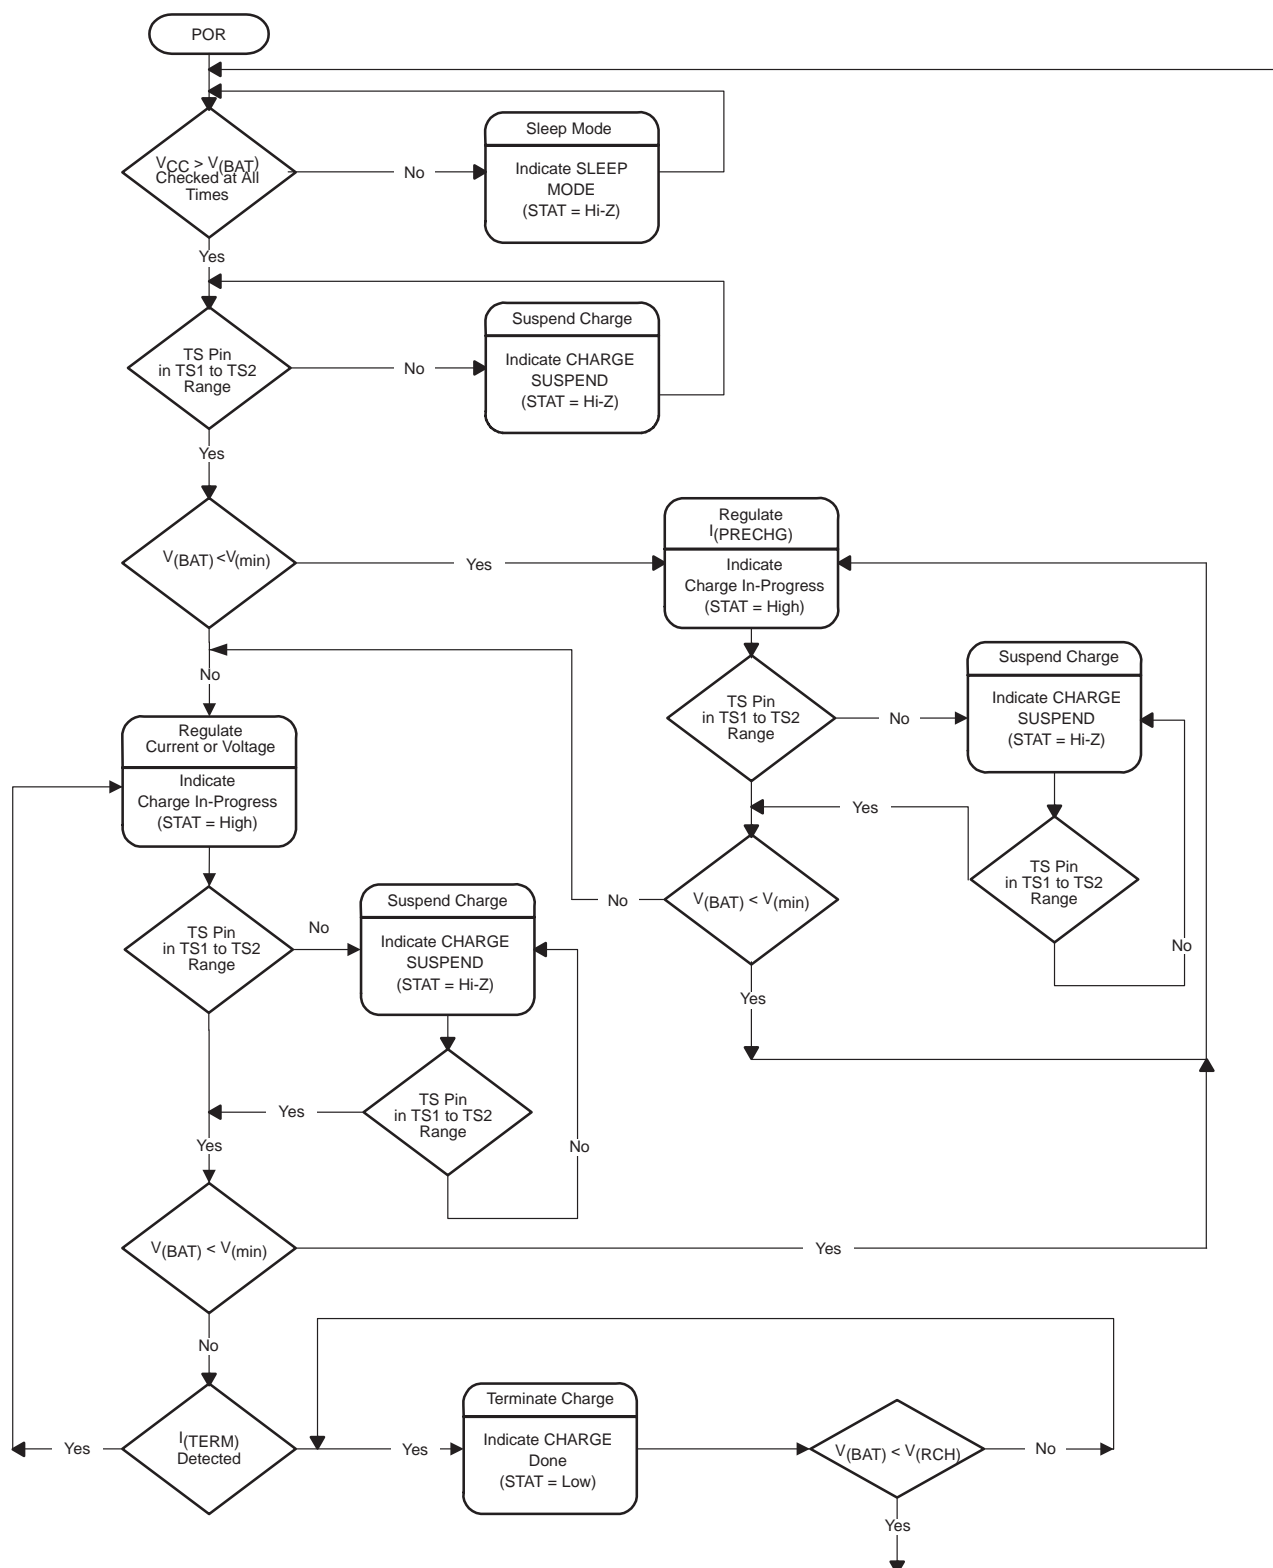 POR
VCC > V(BAT)
Checked at All
Times
No
Sleep Mode
Indicate SLEEP
MODE
(STAT = Hi-Z)
Yes
TS Pin
in TS1 to TS2
Range
No
Suspend Charge
Indicate CHARGE
SUSPEND
(STAT = Hi-Z)
Yes
V(BAT) <V(min)
Yes
Regulate
I(PRECHG)
Indicate
Charge In-Progress
(STAT = High)
No
TS Pin
in TS1 to TS2
Range
No
Suspend Charge
Indicate CHARGE
SUSPEND
(STAT = Hi-Z)
Regulate
Current or Voltage
Indicate
Charge In-Progress
(STAT = High)
Yes
TS Pin
in TS1 to TS2
Range
No
V(BAT) < V(min)
No
Yes
TS Pin
in TS1 to TS2
Range
No
Suspend Charge
Indicate CHARGE
SUSPEND
(STAT = Hi-Z)
TS Pin
in TS1 to TS2
Range
Yes
No
Yes
V(BAT) < V(min)
Yes
No
I(TERM)
Detected
Yes
Yes
Terminate Charge
Indicate CHARGE
Done
(STAT = Low)
V(BAT) < V(RCH)
No
Yes